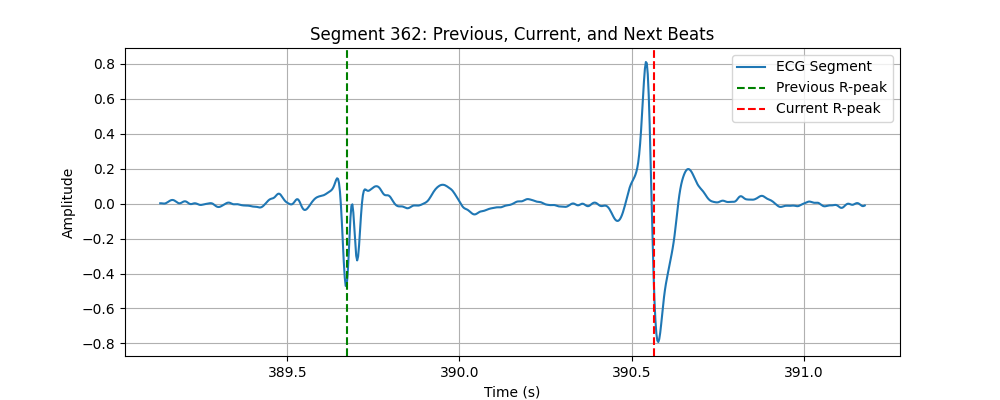 Segment 362: Previous, Current, and Next Beats
ECG Segment
Previous R-peak
Current R-peak
Amplitude
0.8
0.6
0.4
0.2
0.0
−0.2
−0.4
−0.6
−0.8
389.5 390.0 390.5 391.0
Time (s)